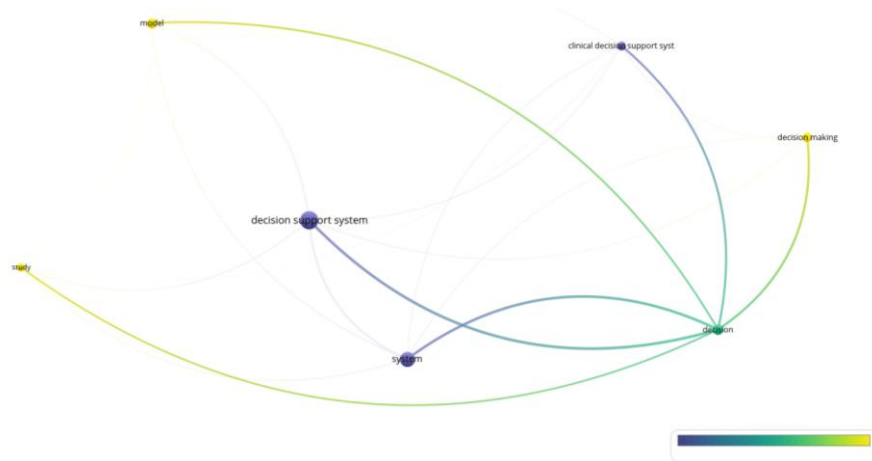 model
clinical decision support syst
decision making
decision support system
study
decision
system